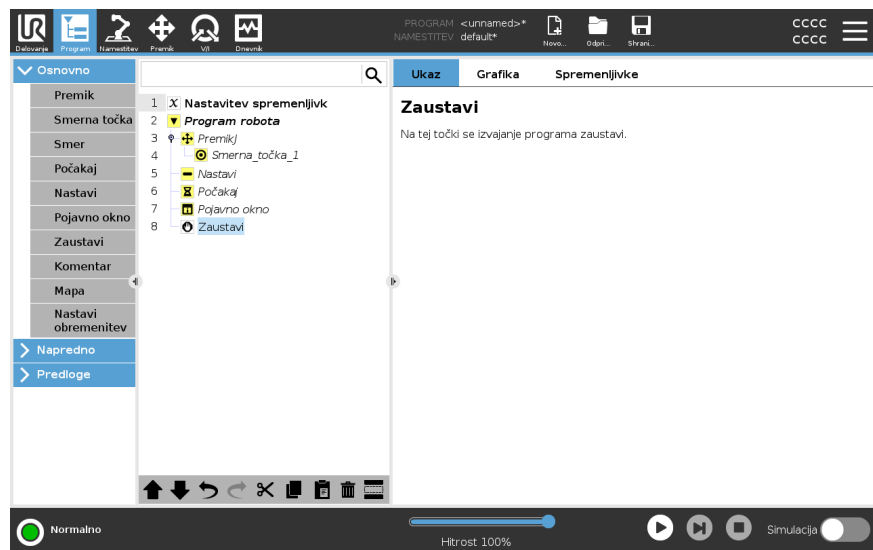 PROGRAM <unnamed>*
NAMESTITEV default*
CCCC
CCCC
Delovanje Program Namestitev Premik V/I Dnevnik Novo... Odpri... Shrani...
Osnovno
Premik
Smerna točka
Smer
Počakaj
Nastavi
Pojavno okno
Zaustavi
Komentar
Mapa
Nastavi
obremenitev
Napredno
Predloge
1 X Nastavitev spremenljivk
2 Program robota
3 PremikJ
4 Smerna_točka_1
5 Nastavi
6 Počakaj
7 Pojavno okno
8 Zaustavi
Ukaz Grafika Spremenljivke
Zaustavi
Na tej točki se izvajanje programa zaustavi.
Normalno
Hitrost 100%
Simulacija